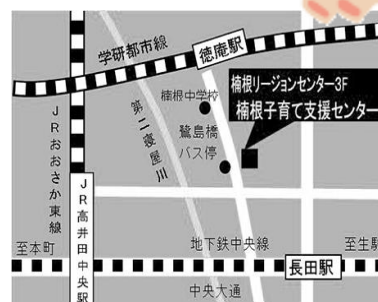 学研都市線
徳庵駅
楠根リージョンセンター3F
楠根子育て支援センター
楠根中学校
鷺島橋
バス停
第二寝屋川
JRおおさか東線
JR高井田中央駅
至本町
地下鉄中央線
至生駒
長田駅
中央大通